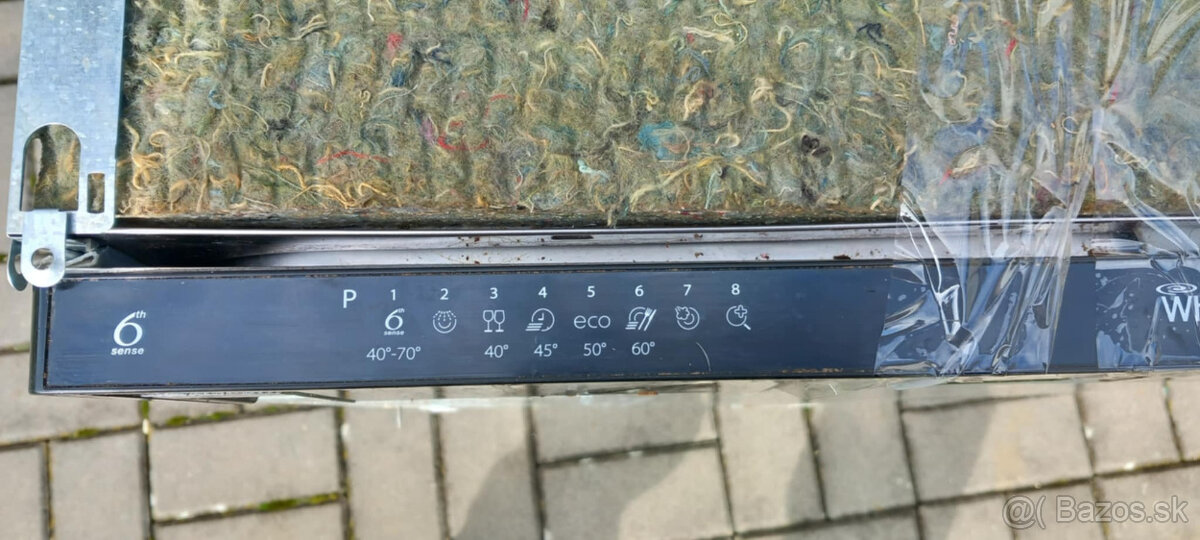 6th sense
P 1 2 3 4 5 6 7 8
6th sense eco
40°-70° 40° 45° 50° 60°
@( Bazos.sk